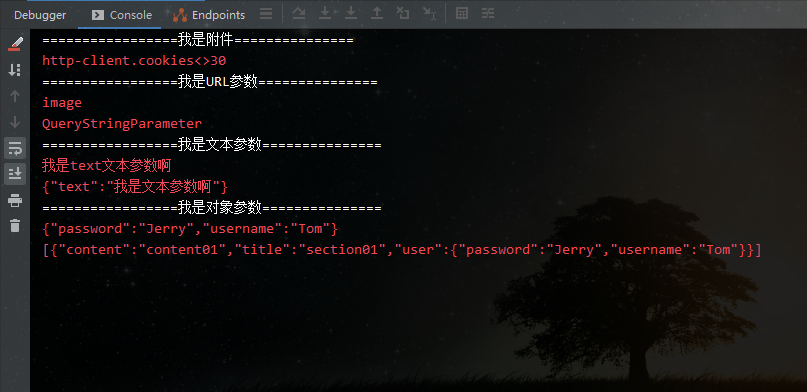 Debugger Console Endpoints
=================我是附件===============
http-client.cookies<>30
=================我是URL参数===============
image
QueryStringParameter
=================我是文本参数===============
我是text文本参数啊
{"text":"我是文本参数啊"}
=================我是对象参数===============
{"password":"Jerry","username":"Tom"}
[{"content":"content01","title":"section01","user":{"password":"Jerry","username":"Tom"}}]